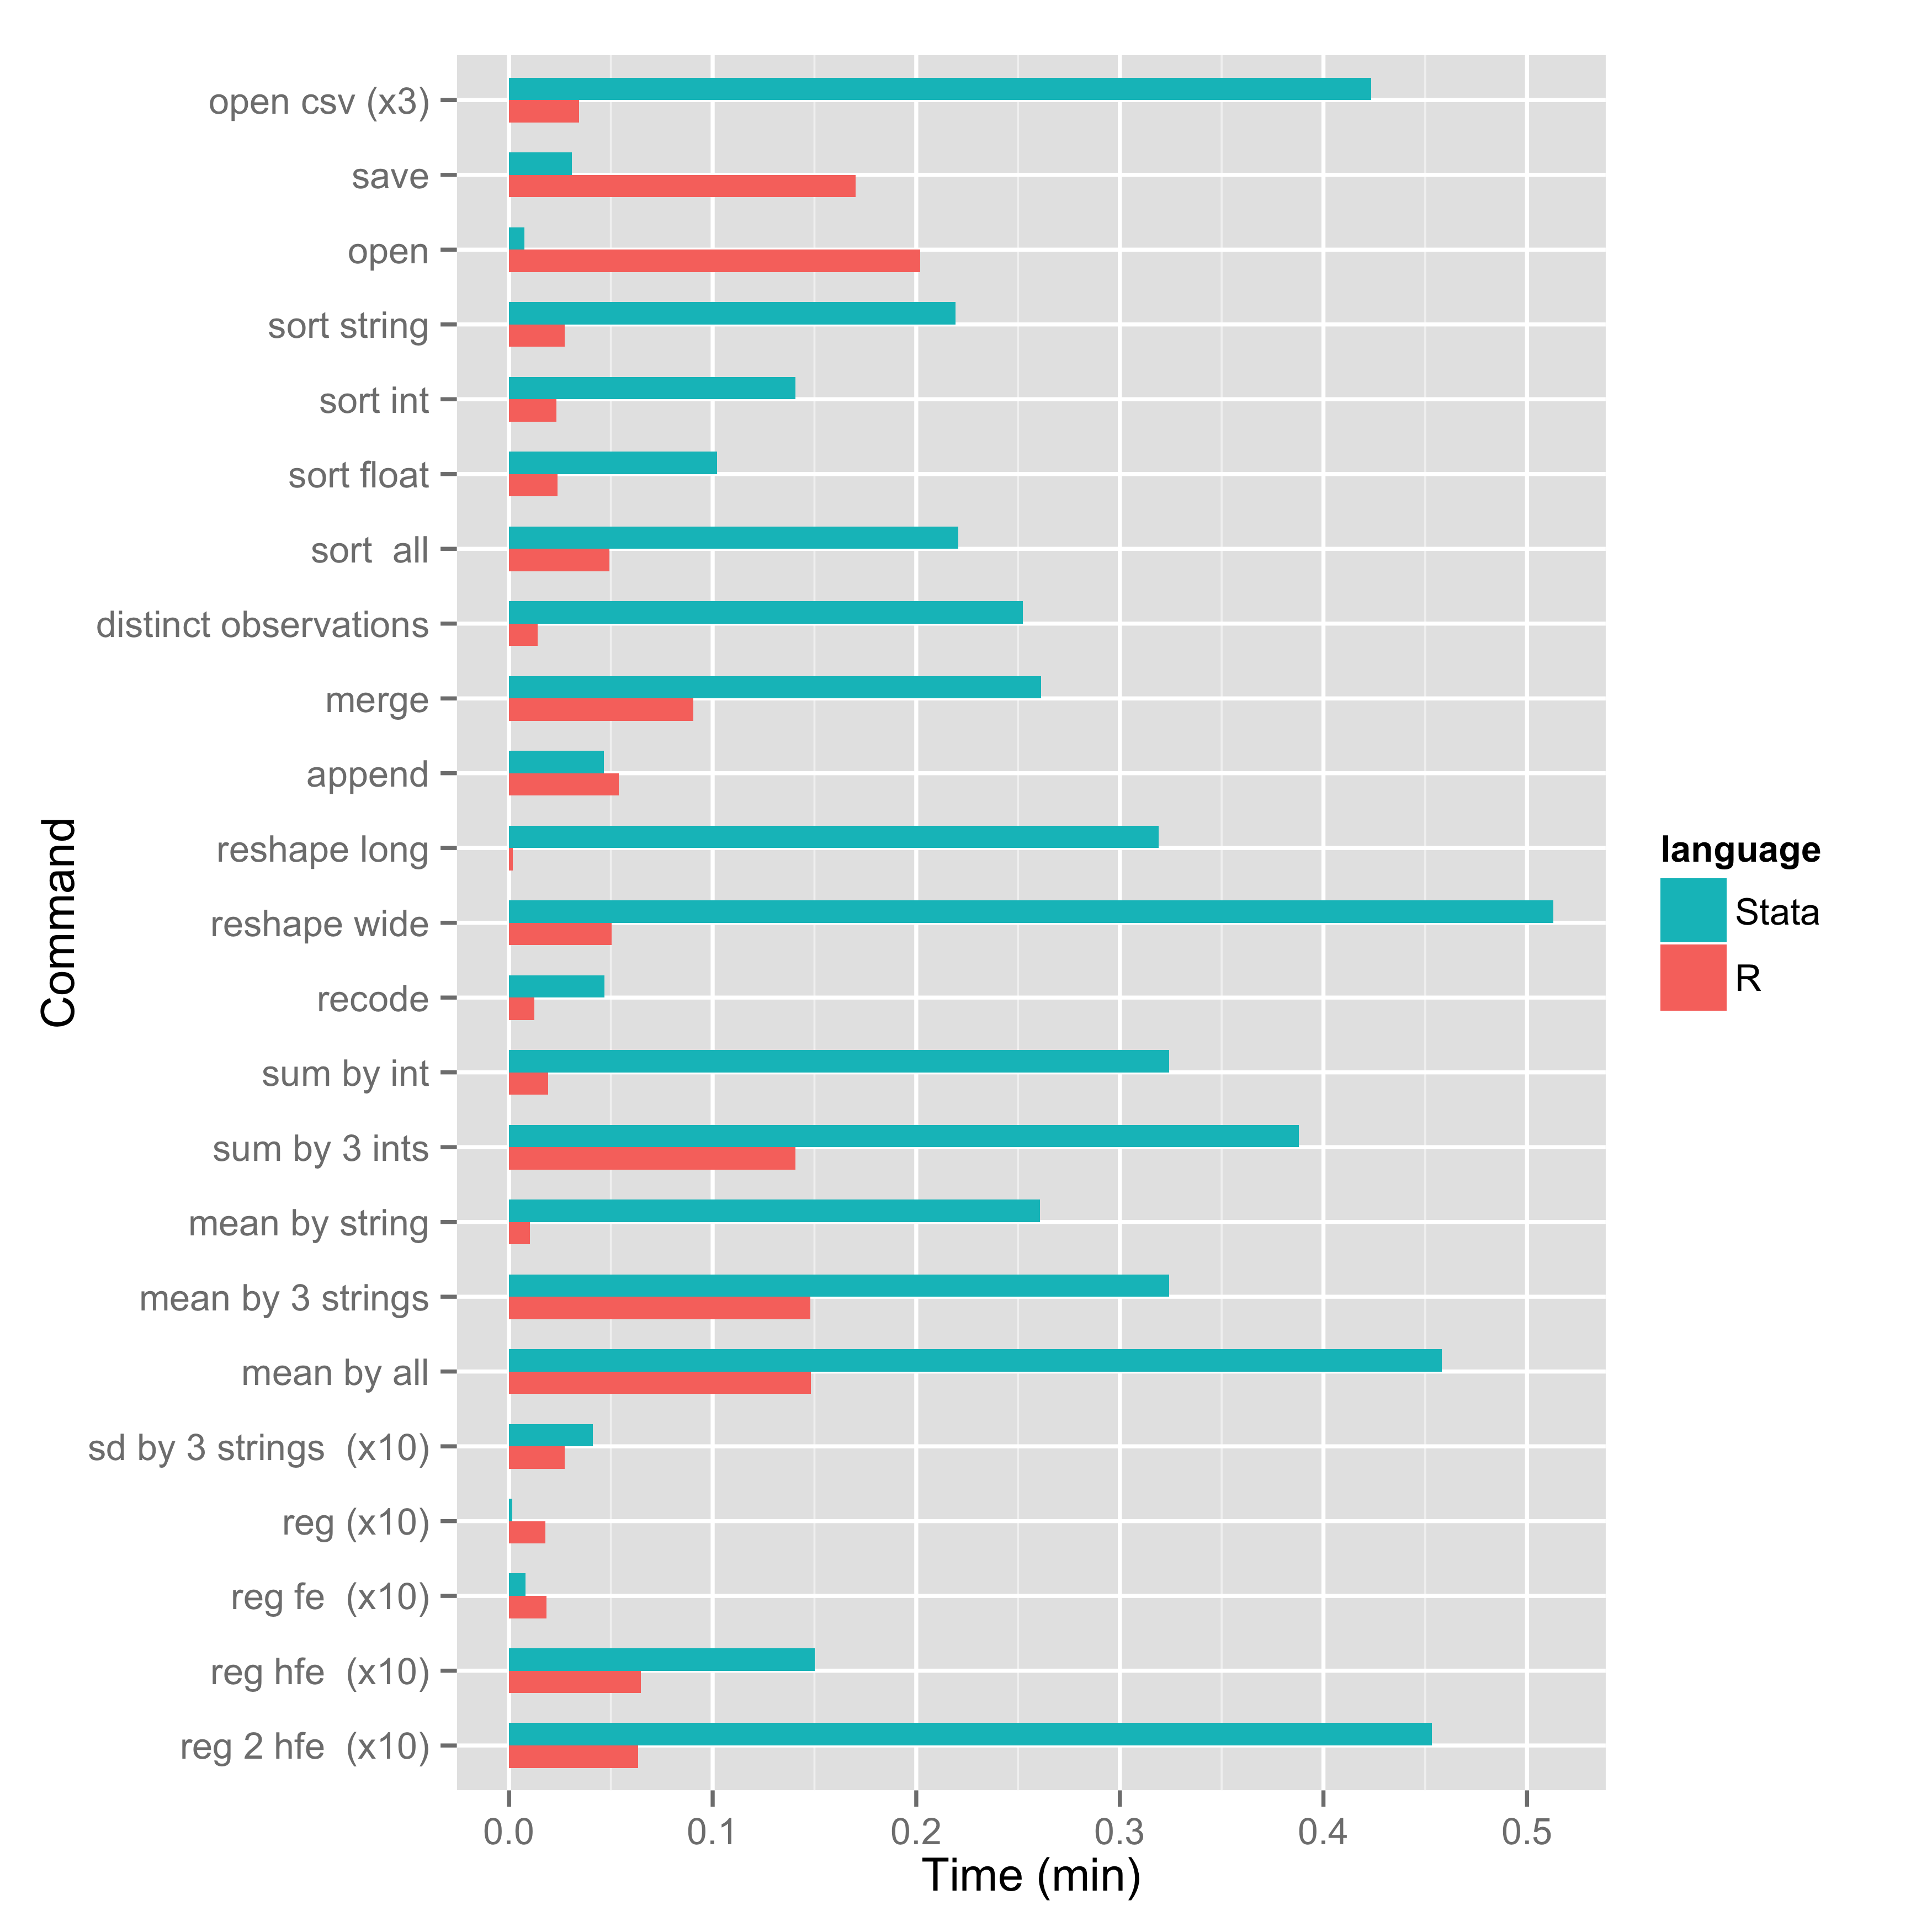 open csv (x3)
save
open
sort string
sort int
sort float
sort  all
distinct observations
merge
append
reshape long
reshape wide
recode
sum by int
sum by 3 ints
mean by string
mean by 3 strings
mean by all
sd by 3 strings  (x10)
reg (x10)
reg fe  (x10)
reg hfe  (x10)
reg 2 hfe  (x10)
Command
0.0 0.1 0.2 0.3 0.4 0.5
Time (min)
language
Stata
R